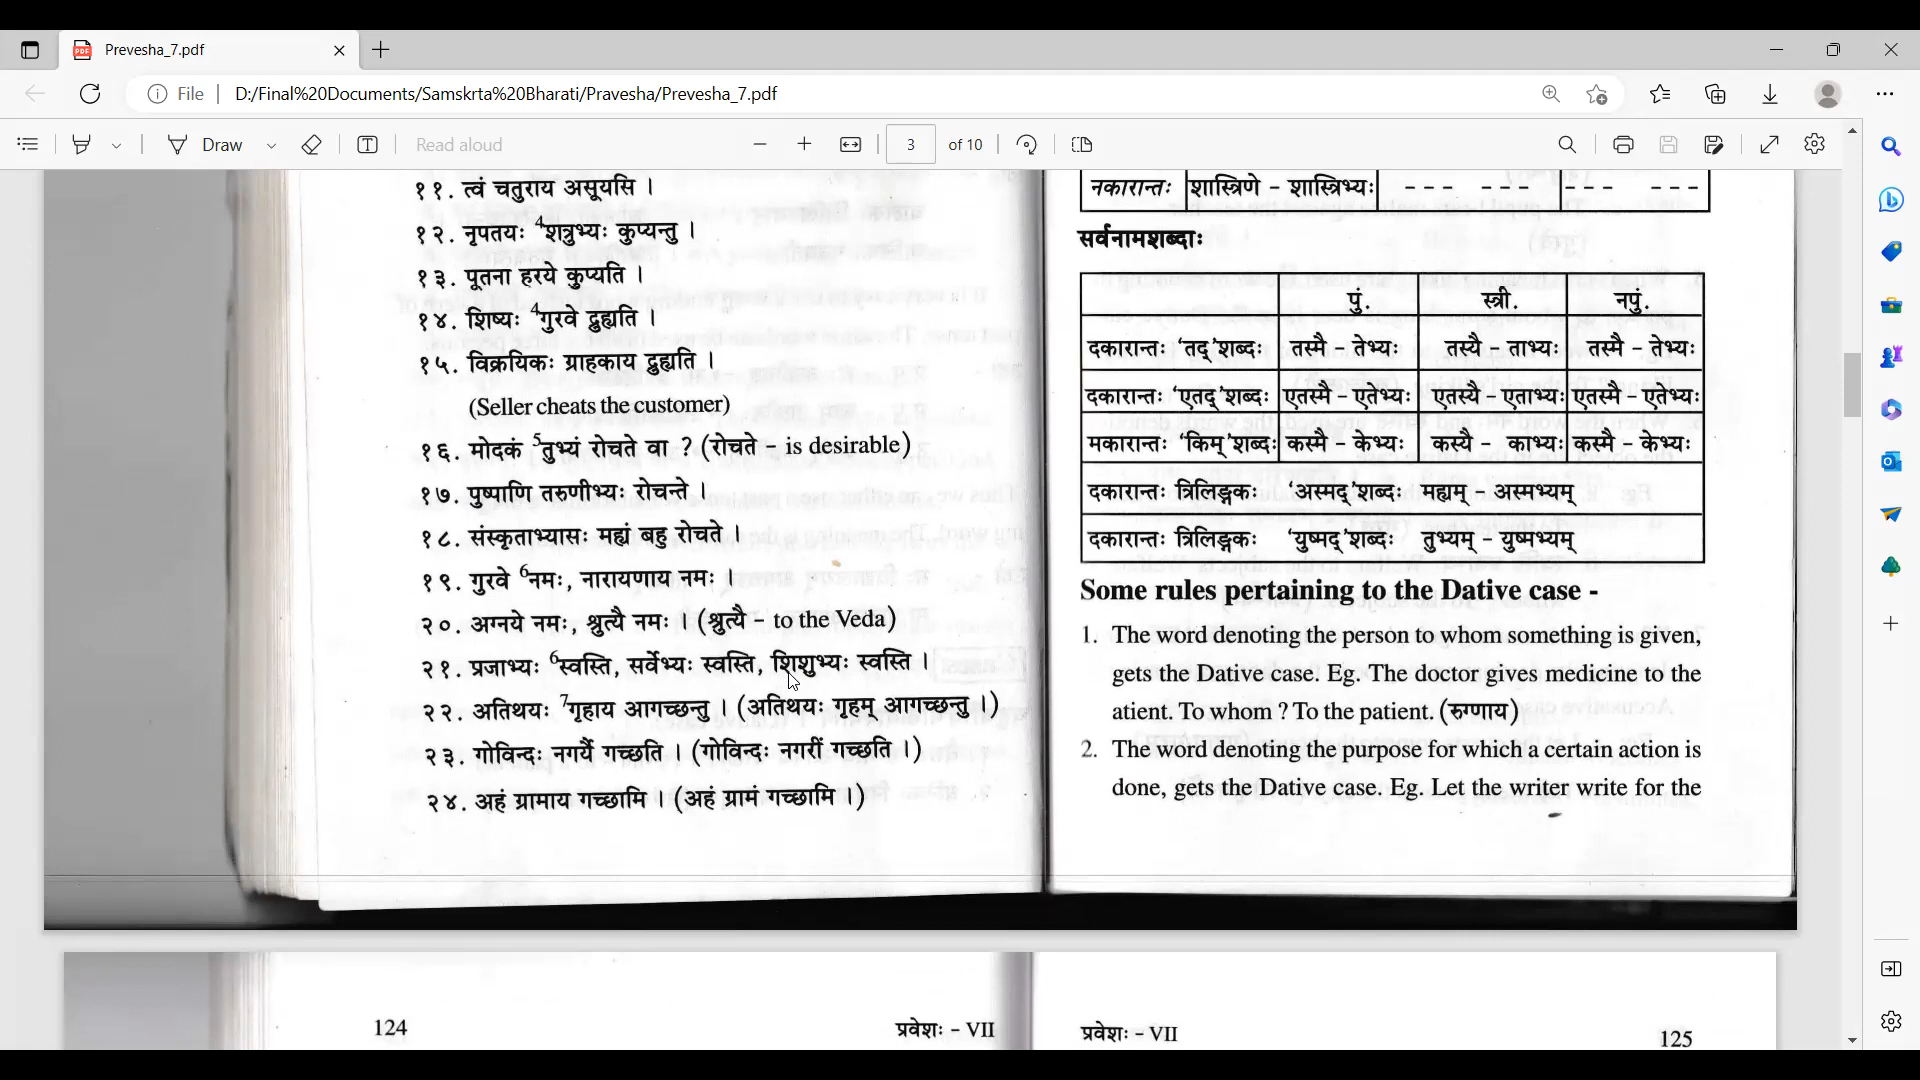 Prevesha_7.pdf
File
D:/Final%20Documents/Samskrta%20Bharati/Pravesha/Prevesha_7.pdf
Draw
Read aloud
3
of 10
११. त्वं चतुराय असूयसि ।
१२. नृपतयः ⁴शत्रुभ्यः कुप्यन्तु ।
१३. पूतना हरये कुप्यति ।
१४. शिष्यः ⁴गुरवे द्रुह्यति ।
१५. विक्रयिकः ग्राहकाय द्रुह्यति ।
(Seller cheats the customer)
१६. मोदकं ⁵तुभ्यं रोचते वा ? (रोचते - is desirable)
१७. पुष्पाणि तरुणीभ्यः रोचन्ते ।
१८. संस्कृताभ्यासः मह्यं बहु रोचते ।
१९. गुरवे ⁶नमः, नारायणाय नमः ।
२०. अग्नये नमः, श्रुत्यै नमः । (श्रुत्यै - to the Veda)
२१. प्रजाभ्यः ⁶स्वस्ति, सर्वेभ्यः स्वस्ति, शिशुभ्यः स्वस्ति ।
२२. अतिथयः ⁷गृहाय आगच्छन्तु । (अतिथयः गृहम् आगच्छन्तु ।)
२३. गोविन्दः नगर्यै गच्छति । (गोविन्दः नगरीं गच्छति ।)
२४. अहं ग्रामाय गच्छामि । (अहं ग्रामं गच्छामि ।)
नकारान्तः शास्त्रिणे - शास्त्रिभ्यः --- --- --- ---
सर्वनामशब्दाः
पुं. स्त्री. नपुं.
दकारान्तः 'तद्'शब्दः तस्मै - तेभ्यः तस्यै - ताभ्यः तस्मै - तेभ्यः
दकारान्तः 'एतद्'शब्दः एतस्मै - एतेभ्यः एतस्यै - एताभ्यः एतस्मै - एतेभ्यः
मकारान्तः 'किम्'शब्दः कस्मै - केभ्यः कस्यै - काभ्यः कस्मै - केभ्यः
दकारान्तः त्रिलिङ्गकः 'अस्मद्'शब्दः मह्यम् - अस्मभ्यम्
दकारान्तः त्रिलिङ्गकः 'युष्मद्'शब्दः तुभ्यम् - युष्मभ्यम्
Some rules pertaining to the Dative case -
1. The word denoting the person to whom something is given,
gets the Dative case. Eg. The doctor gives medicine to the
atient. To whom ? To the patient. (रुग्णाय)
2. The word denoting the purpose for which a certain action is
done, gets the Dative case. Eg. Let the writer write for the
124
प्रवेशः - VII
प्रवेशः - VII
125